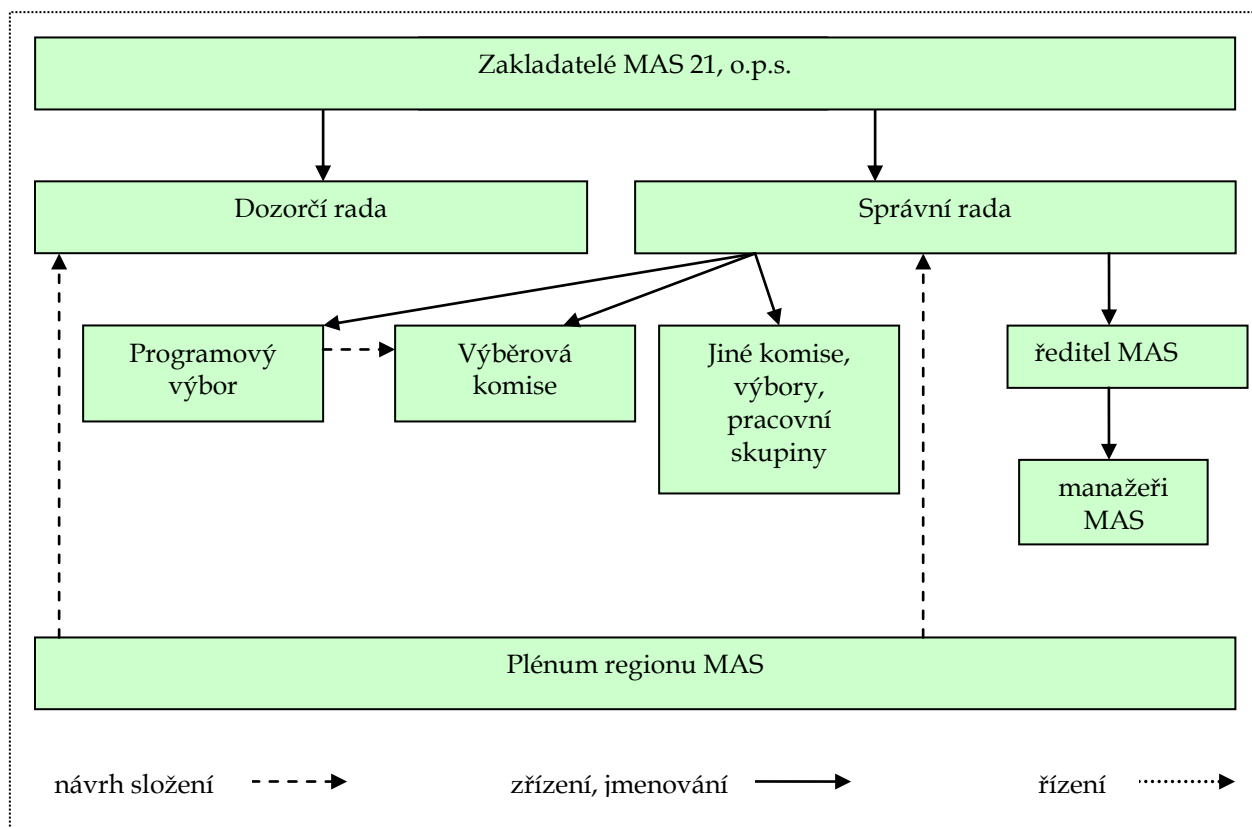 Zakladatelé MAS 21, o.p.s.
Dozorčí rada
Správní rada
Programový
výbor
Výběrová
komise
Jiné komise,
výbory,
pracovní
skupiny
ředitel MAS
manažeři
MAS
Plénum regionu MAS
návrh složení
zřízení, jmenování
řízení